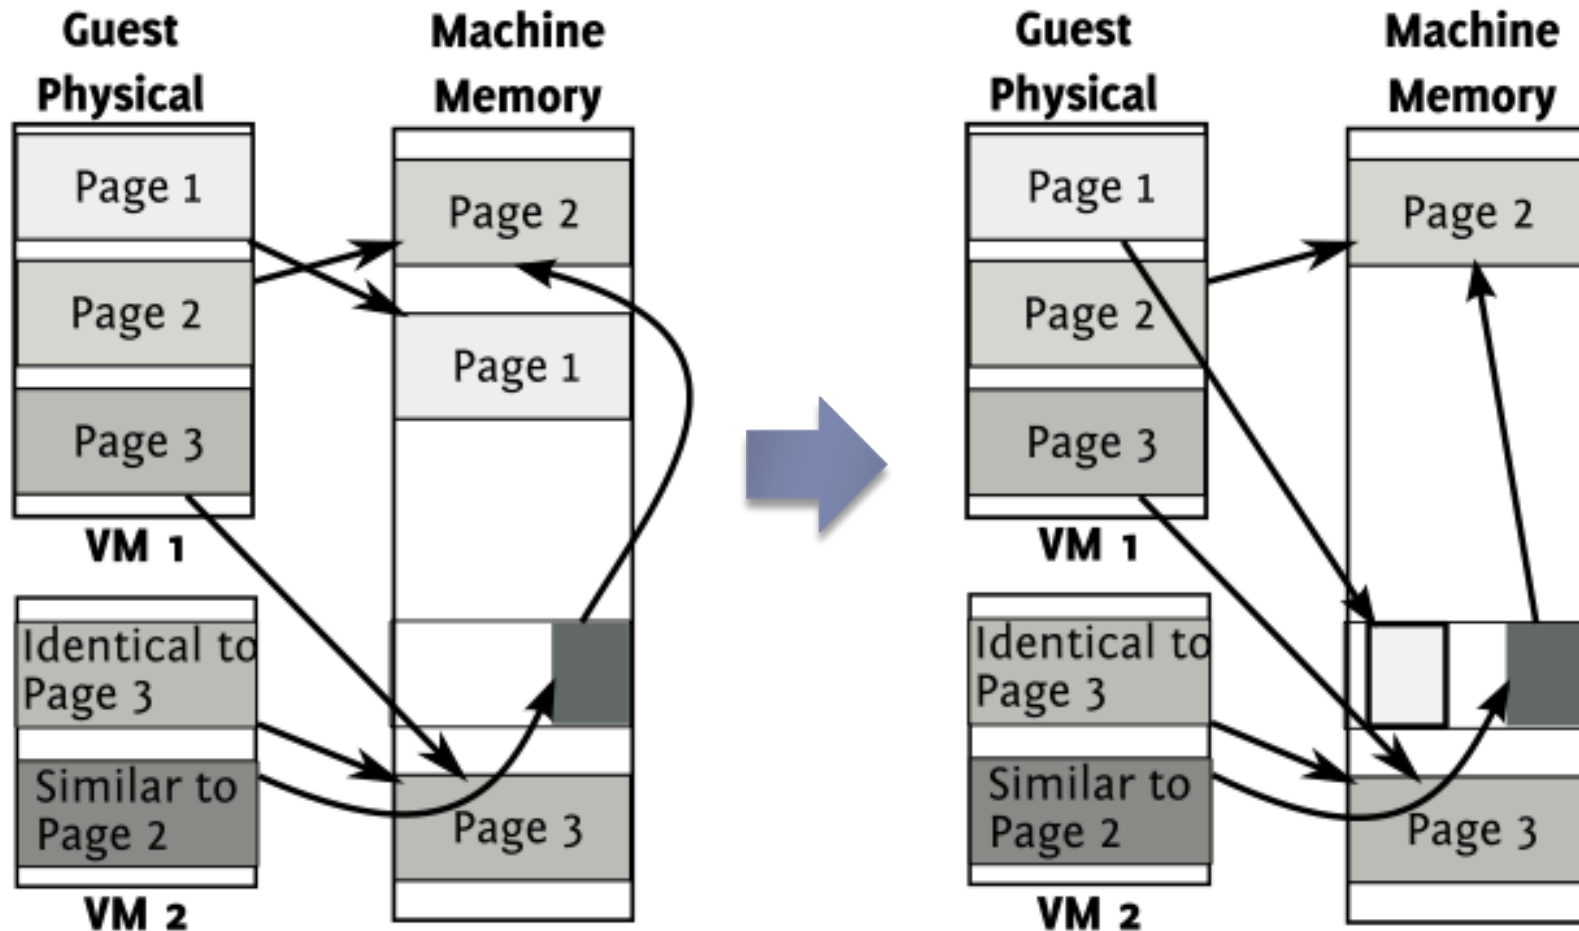 Guest
Physical
Machine
Memory
Page 1
Page 2
Page 3
VM 1
Identical to
Page 3
Similar to
Page 2
VM 2
Page 2
Page 1
Page 3
Guest
Physical
Machine
Memory
Page 1
Page 2
Page 3
VM 1
Identical to
Page 3
Similar to
Page 2
VM 2
Page 2
Page 3